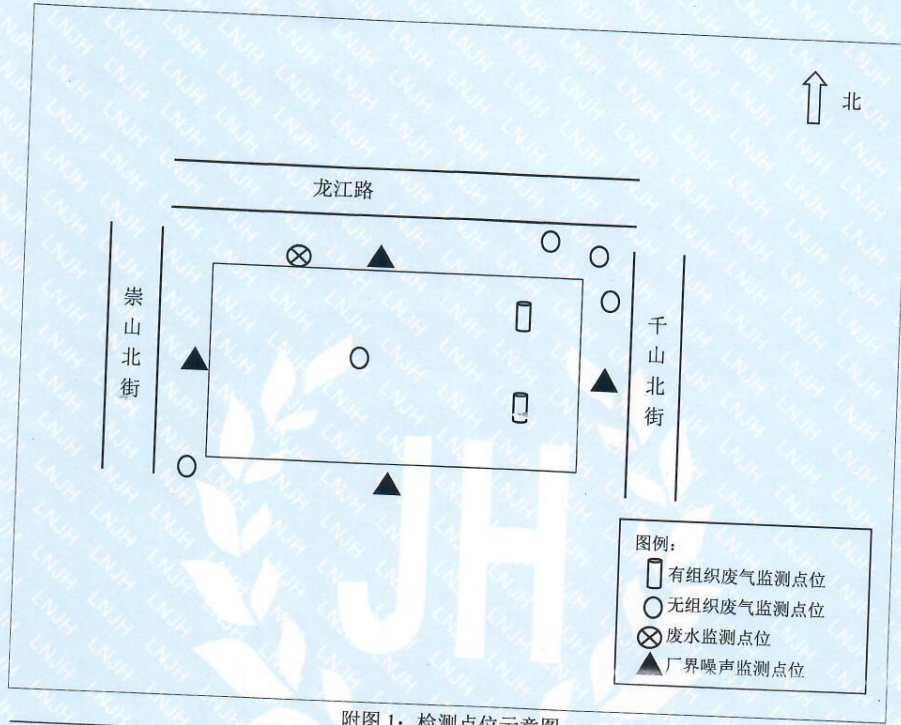 北
龙江路
崇山北街
千山北街
JH
图例：
有组织废气监测点位
无组织废气监测点位
废水监测点位
厂界噪声监测点位
附图 1：检测点位示意图